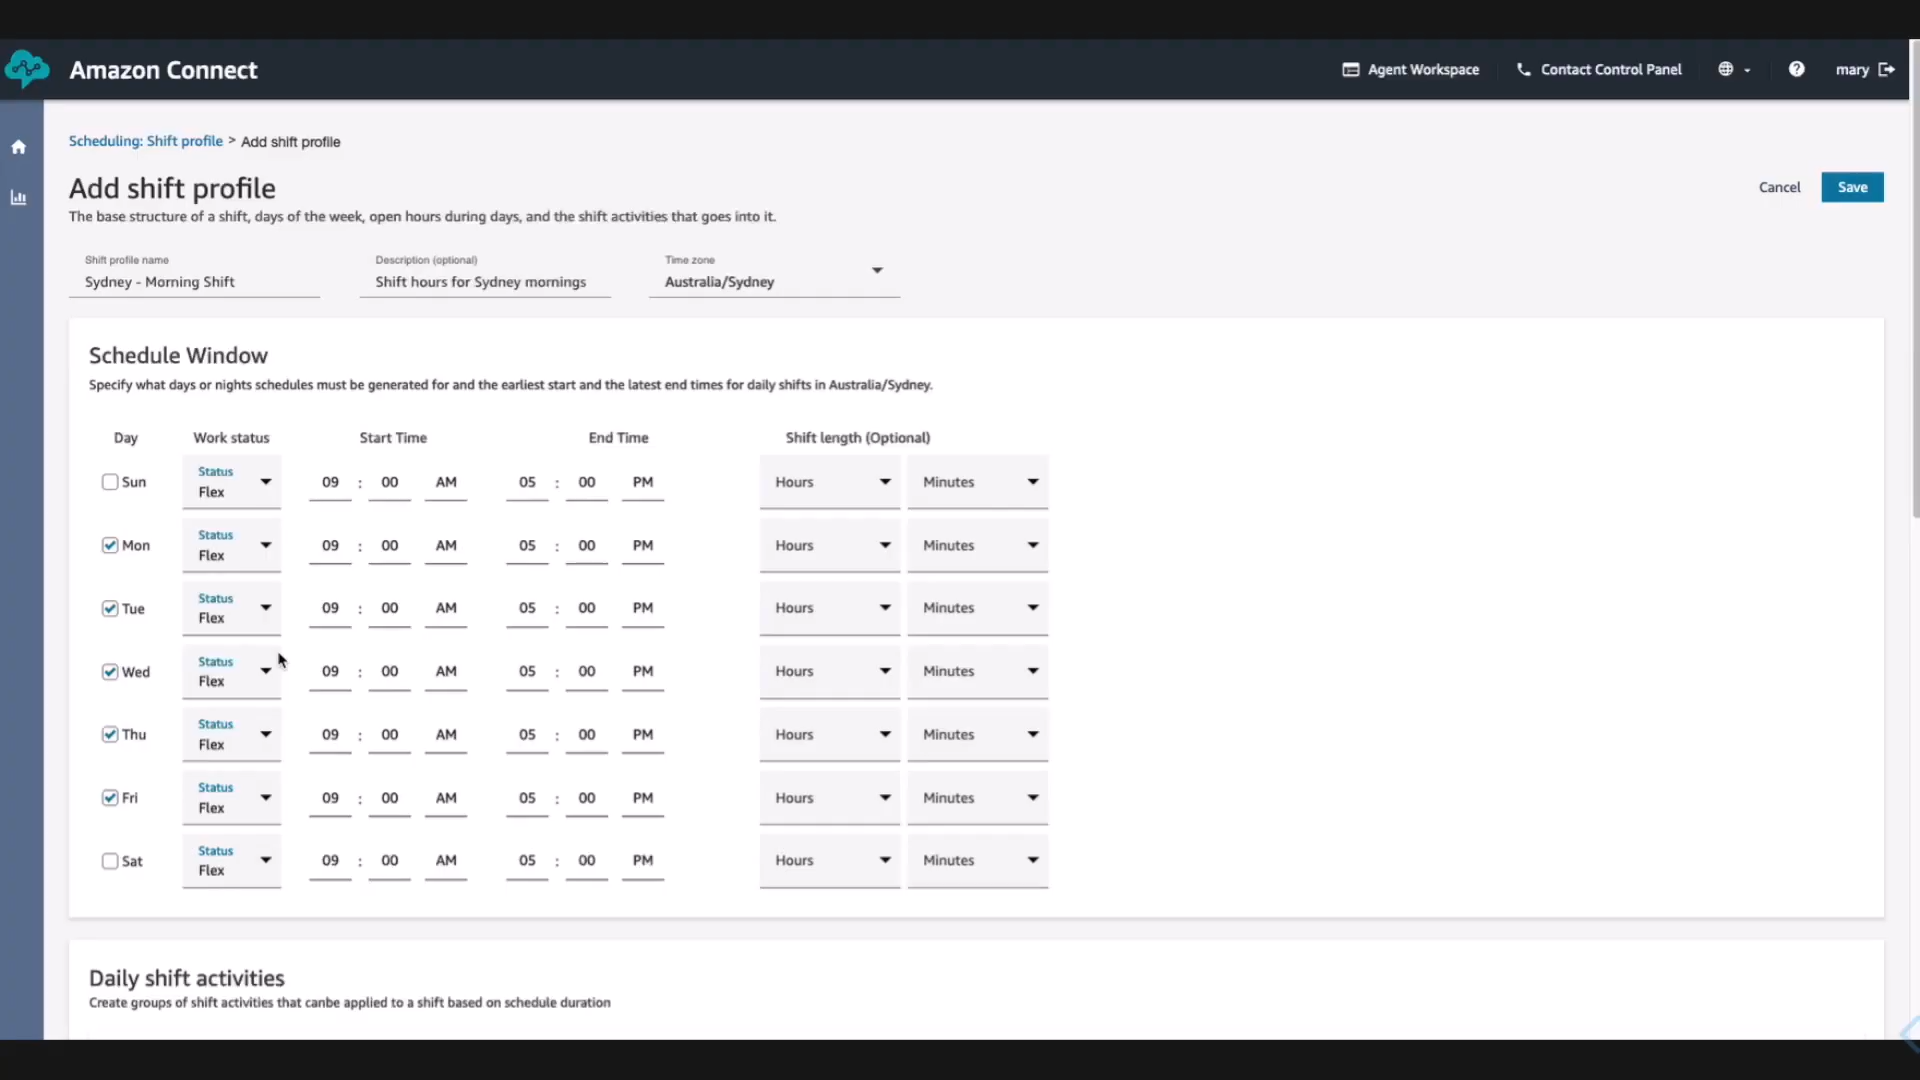 Amazon Connect
Agent Workspace
Contact Control Panel
mary
Scheduling: Shift profile > Add shift profile
Add shift profile
Cancel
Save
The base structure of a shift, days of the week, open hours during days, and the shift activities that goes into it.
Shift profile name
Sydney - Morning Shift
Description (optional)
Shift hours for Sydney mornings
Time zone
Australia/Sydney
Schedule Window
Specify what days or nights schedules must be generated for and the earliest start and the latest end times for daily shifts in Australia/Sydney.
Day Work status Start Time End Time Shift length (Optional)
Sun Status Flex 09 : 00 AM 05 : 00 PM Hours Minutes
Mon Status Flex 09 : 00 AM 05 : 00 PM Hours Minutes
Tue Status Flex 09 : 00 AM 05 : 00 PM Hours Minutes
Wed Status Flex 09 : 00 AM 05 : 00 PM Hours Minutes
Thu Status Flex 09 : 00 AM 05 : 00 PM Hours Minutes
Fri Status Flex 09 : 00 AM 05 : 00 PM Hours Minutes
Sat Status Flex 09 : 00 AM 05 : 00 PM Hours Minutes
Daily shift activities
Create groups of shift activities that canbe applied to a shift based on schedule duration